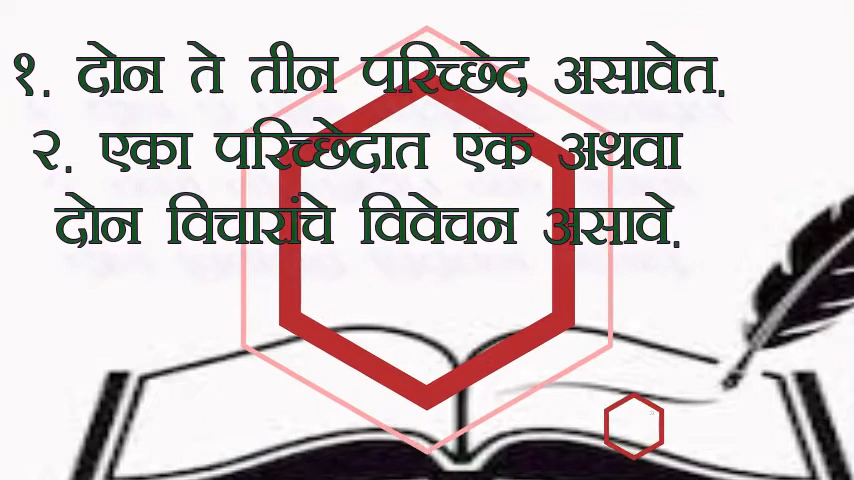 १. दोन ते तीन परिच्छेद असावेत.
२. एका परिच्छेदात एक अथवा
दोन विचारांचे विवेचन असावे.